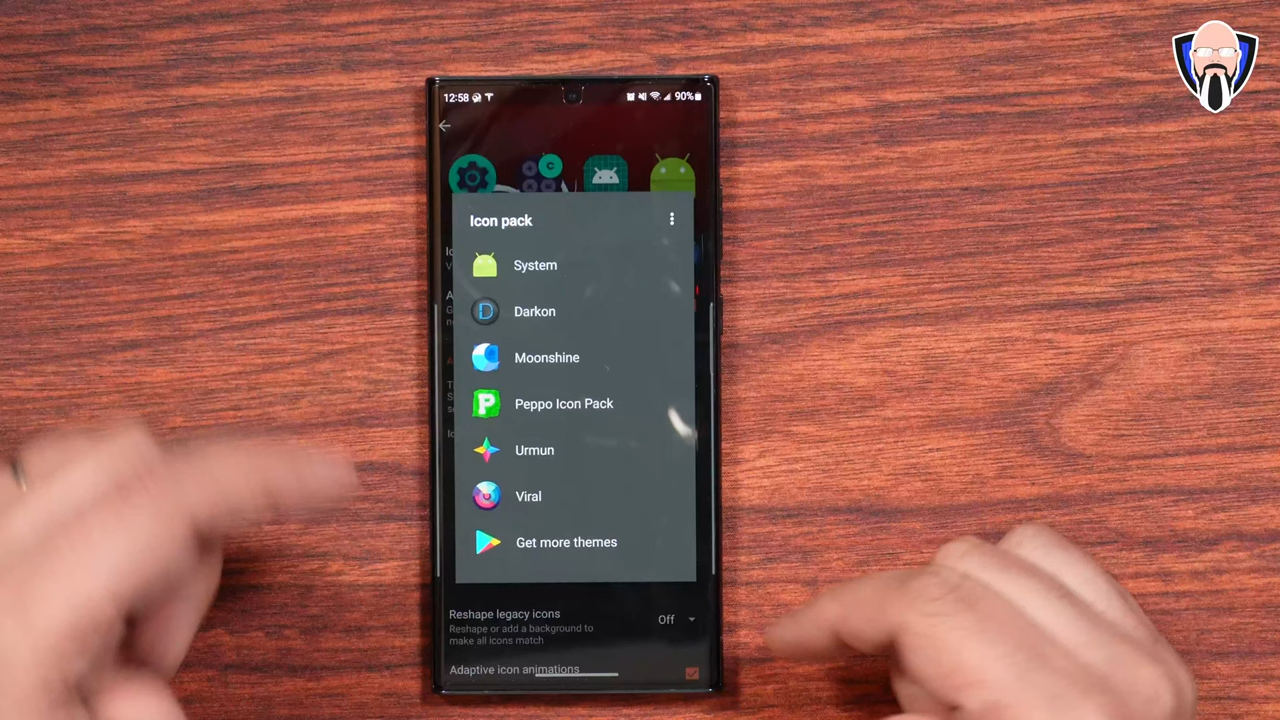 12:58
90%
Icon pack
System
Darkon
Moonshine
Peppo Icon Pack
Urmun
Viral
Get more themes
Reshape legacy icons
Off
Reshape or add a background to
make all icons match
Adaptive icon animations